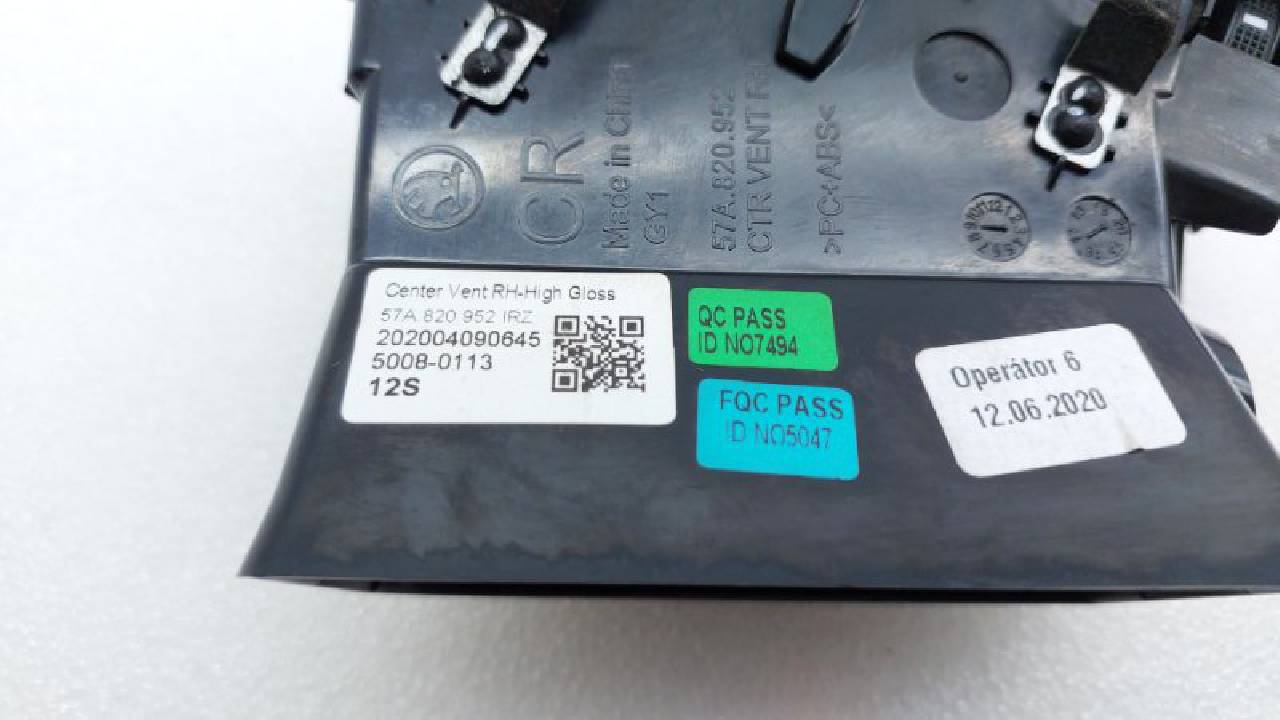 CR
Made in China
GY1
57A.820.952
CTR VENT RH
>PC+ABS<
Center Vent RH-High Gloss
57A 820 952 IRZ
202004090645
5008-0113
12S
QC PASS
ID NO7494
FQC PASS
ID NO5047
Operátor 6
12.06.2020